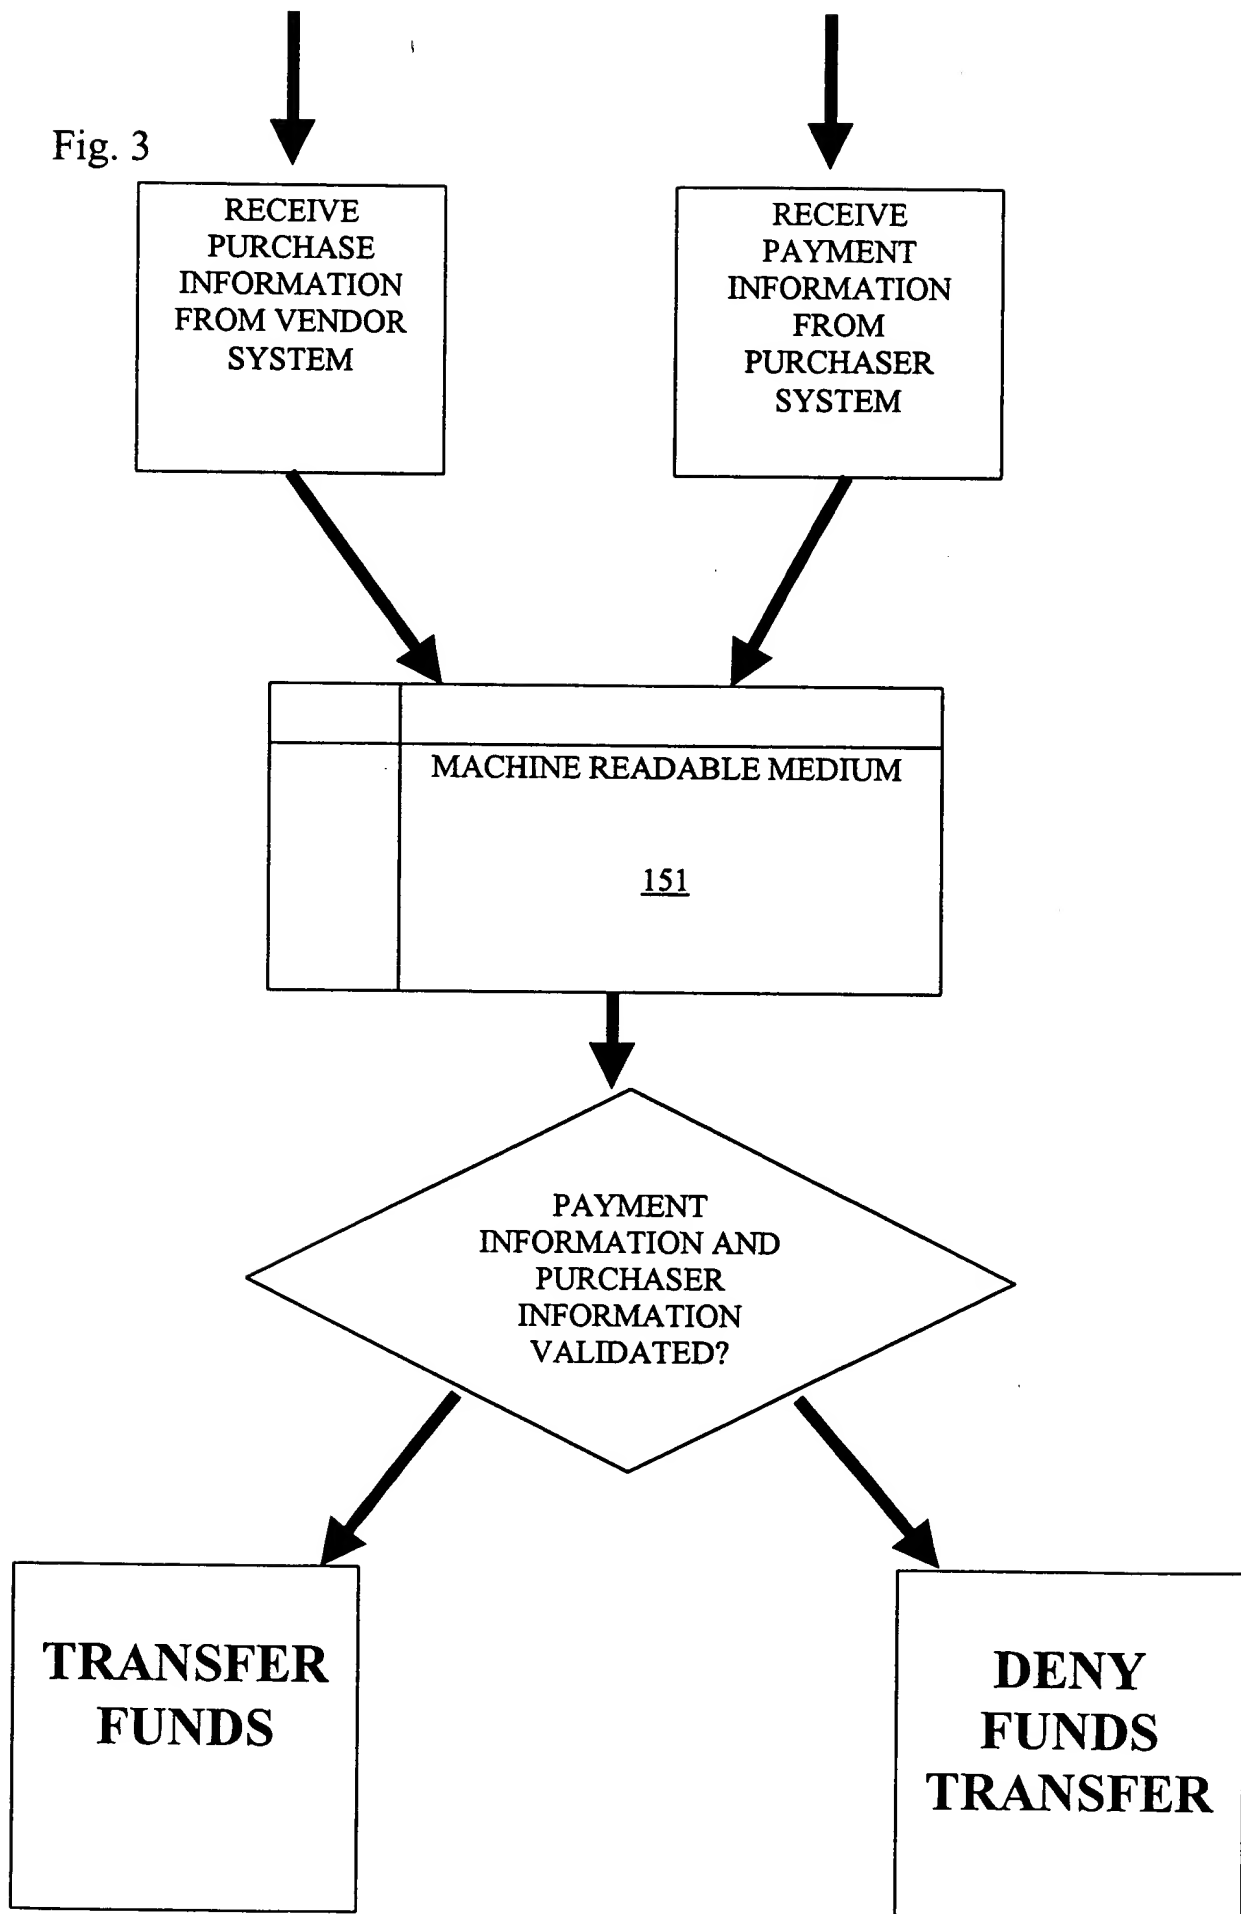 Fig. 3
RECEIVE
PURCHASE
INFORMATION
FROM VENDOR
SYSTEM
RECEIVE
PAYMENT
INFORMATION
FROM
PURCHASER
SYSTEM
MACHINE READABLE MEDIUM
151
PAYMENT
INFORMATION AND
PURCHASER
INFORMATION
VALIDATED?
TRANSFER
FUNDS
DENY
FUNDS
TRANSFER